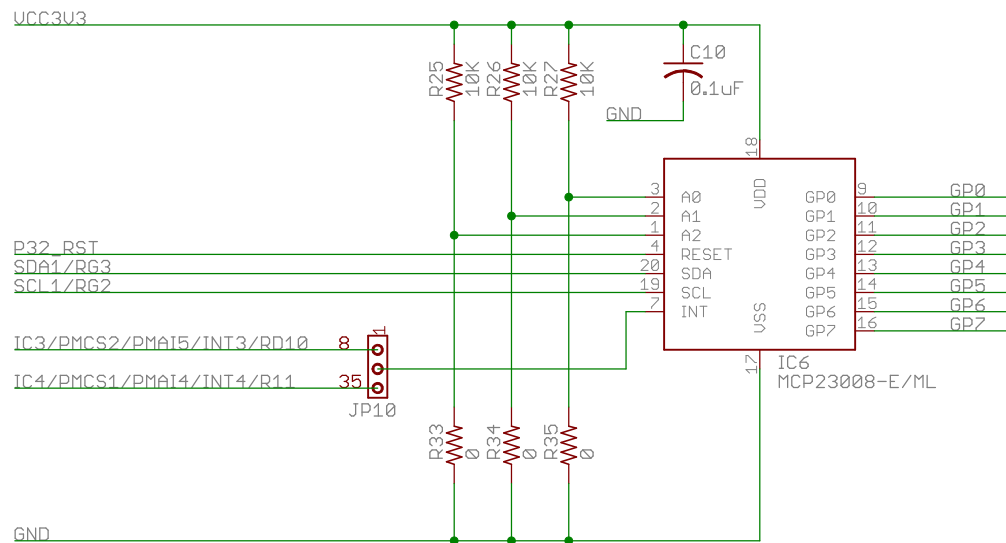 VCC3V3
R25
10K
R26
10K
R27
10K
C10
0.1uF
GND
18
VDD
3 A0 GP0 9 GP0
2 A1 GP1 10 GP1
1 A2 GP2 11 GP2
P32_RST 4 RESET GP3 12 GP3
SDA1/RG3 20 SDA GP4 13 GP4
SCL1/RG2 19 SCL GP5 14 GP5
7 INT GP6 15 GP6
VSS GP7 16 GP7
17
IC6
MCP23008-E/ML
1
IC3/PMCS2/PMAI5/INT3/RD10 8
IC4/PMCS1/PMAI4/INT4/R11 35
JP10
R33
0
R34
0
R35
0
GND